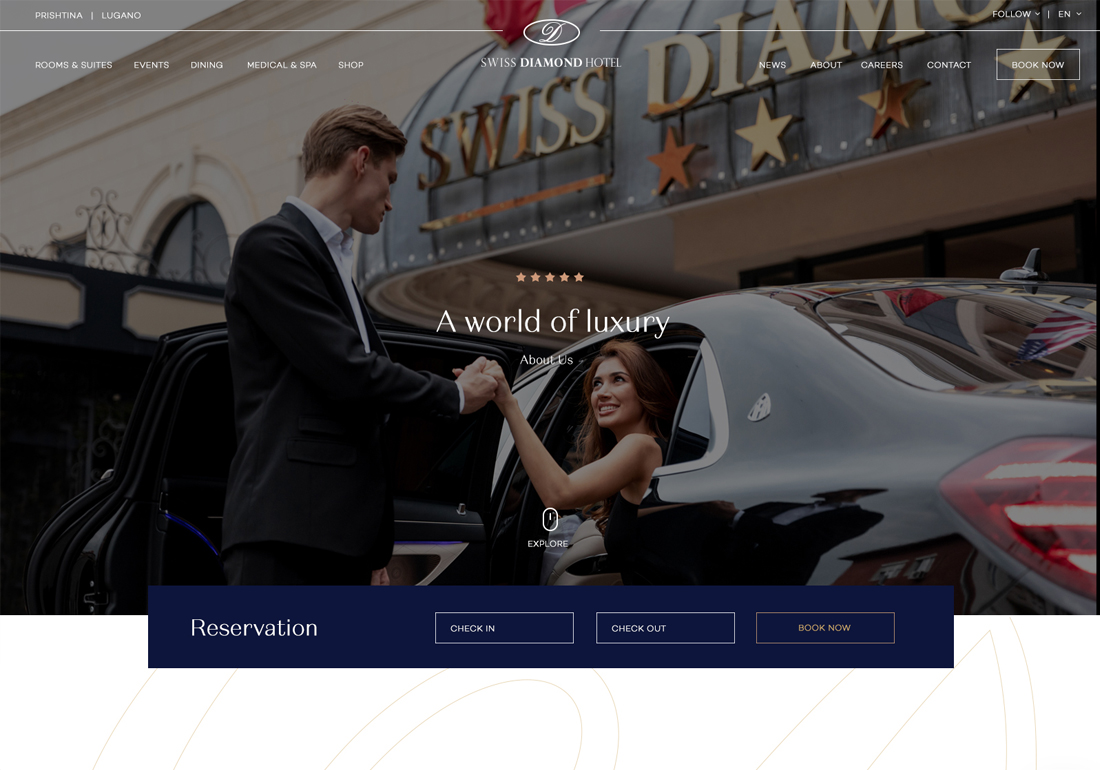 PRISHTINA | LUGANO
FOLLOW | EN
ROOMS & SUITES EVENTS DINING MEDICAL & SPA SHOP
D
SWISS DIAMOND HOTEL
NEWS ABOUT CAREERS CONTACT BOOK NOW
SWISS DIAMOND
A world of luxury
About Us
EXPLORE
Reservation
CHECK IN
CHECK OUT
BOOK NOW